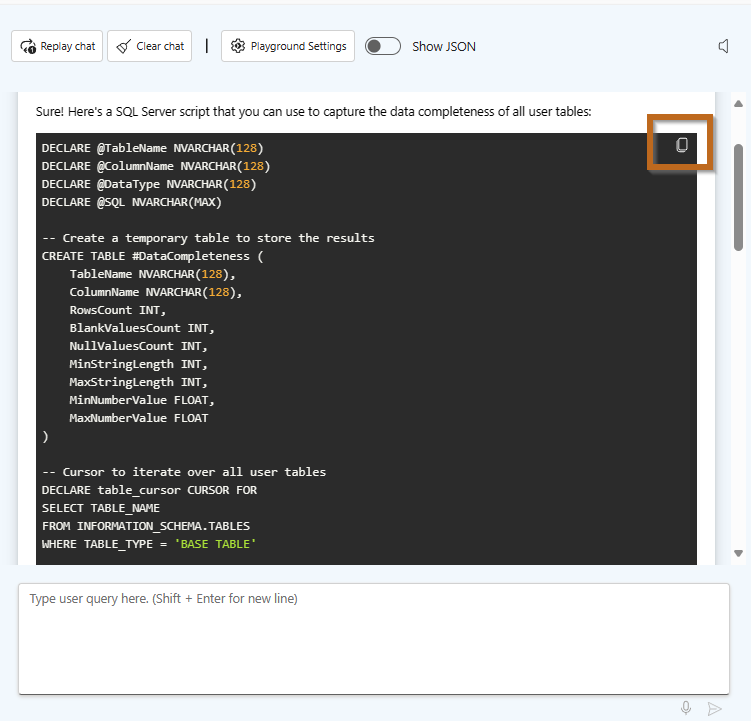 Replay chat
Clear chat
|
Playground Settings
Show JSON
Sure! Here's a SQL Server script that you can use to capture the data completeness of all user tables:
DECLARE @TableName NVARCHAR(128)
DECLARE @ColumnName NVARCHAR(128)
DECLARE @DataType NVARCHAR(128)
DECLARE @SQL NVARCHAR(MAX)

-- Create a temporary table to store the results
CREATE TABLE #DataCompleteness (
    TableName NVARCHAR(128),
    ColumnName NVARCHAR(128),
    RowsCount INT,
    BlankValuesCount INT,
    NullValuesCount INT,
    MinStringLength INT,
    MaxStringLength INT,
    MinNumberValue FLOAT,
    MaxNumberValue FLOAT
)

-- Cursor to iterate over all user tables
DECLARE table_cursor CURSOR FOR
SELECT TABLE_NAME
FROM INFORMATION_SCHEMA.TABLES
WHERE TABLE_TYPE = 'BASE TABLE'
Type user query here. (Shift + Enter for new line)